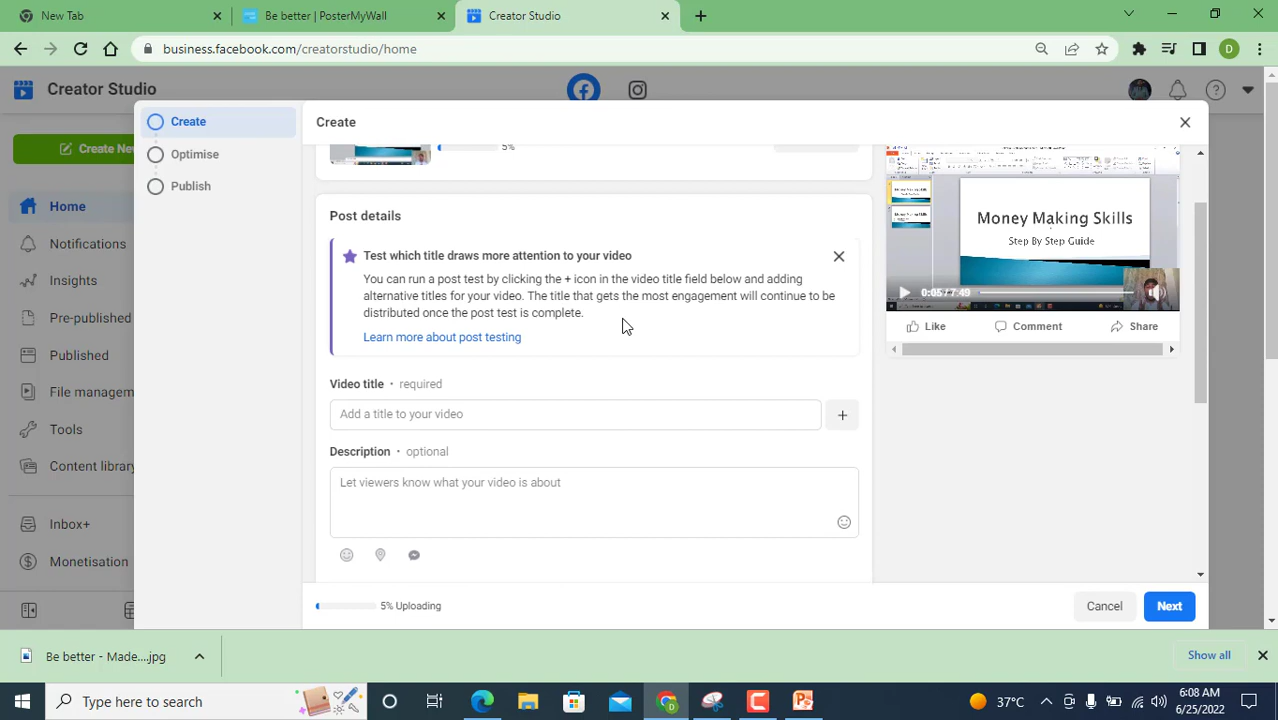 New Tab
Be better | PosterMyWall
Creator Studio
business.facebook.com/creatorstudio/home
D
Creator Studio
Create
Create
Create Ne
Optimise
Publish
Home
Notifications
Insights
Pre-published
Published
File managem
Tools
Content library
Inbox+
Monetisation
5%
Post details
Test which title draws more attention to your video
You can run a post test by clicking the + icon in the video title field below and adding
alternative titles for your video. The title that gets the most engagement will continue to be
distributed once the post test is complete.
Learn more about post testing
Video title • required
Add a title to your video
Description • optional
Let viewers know what your video is about
Money Making Skills
Step By Step Guide
0:05 / 7:49
Like
Comment
Share
5% Uploading
Cancel
Next
Be better - Made....jpg
Show all
Type here to search
37°C
6:08 AM
6/25/2022